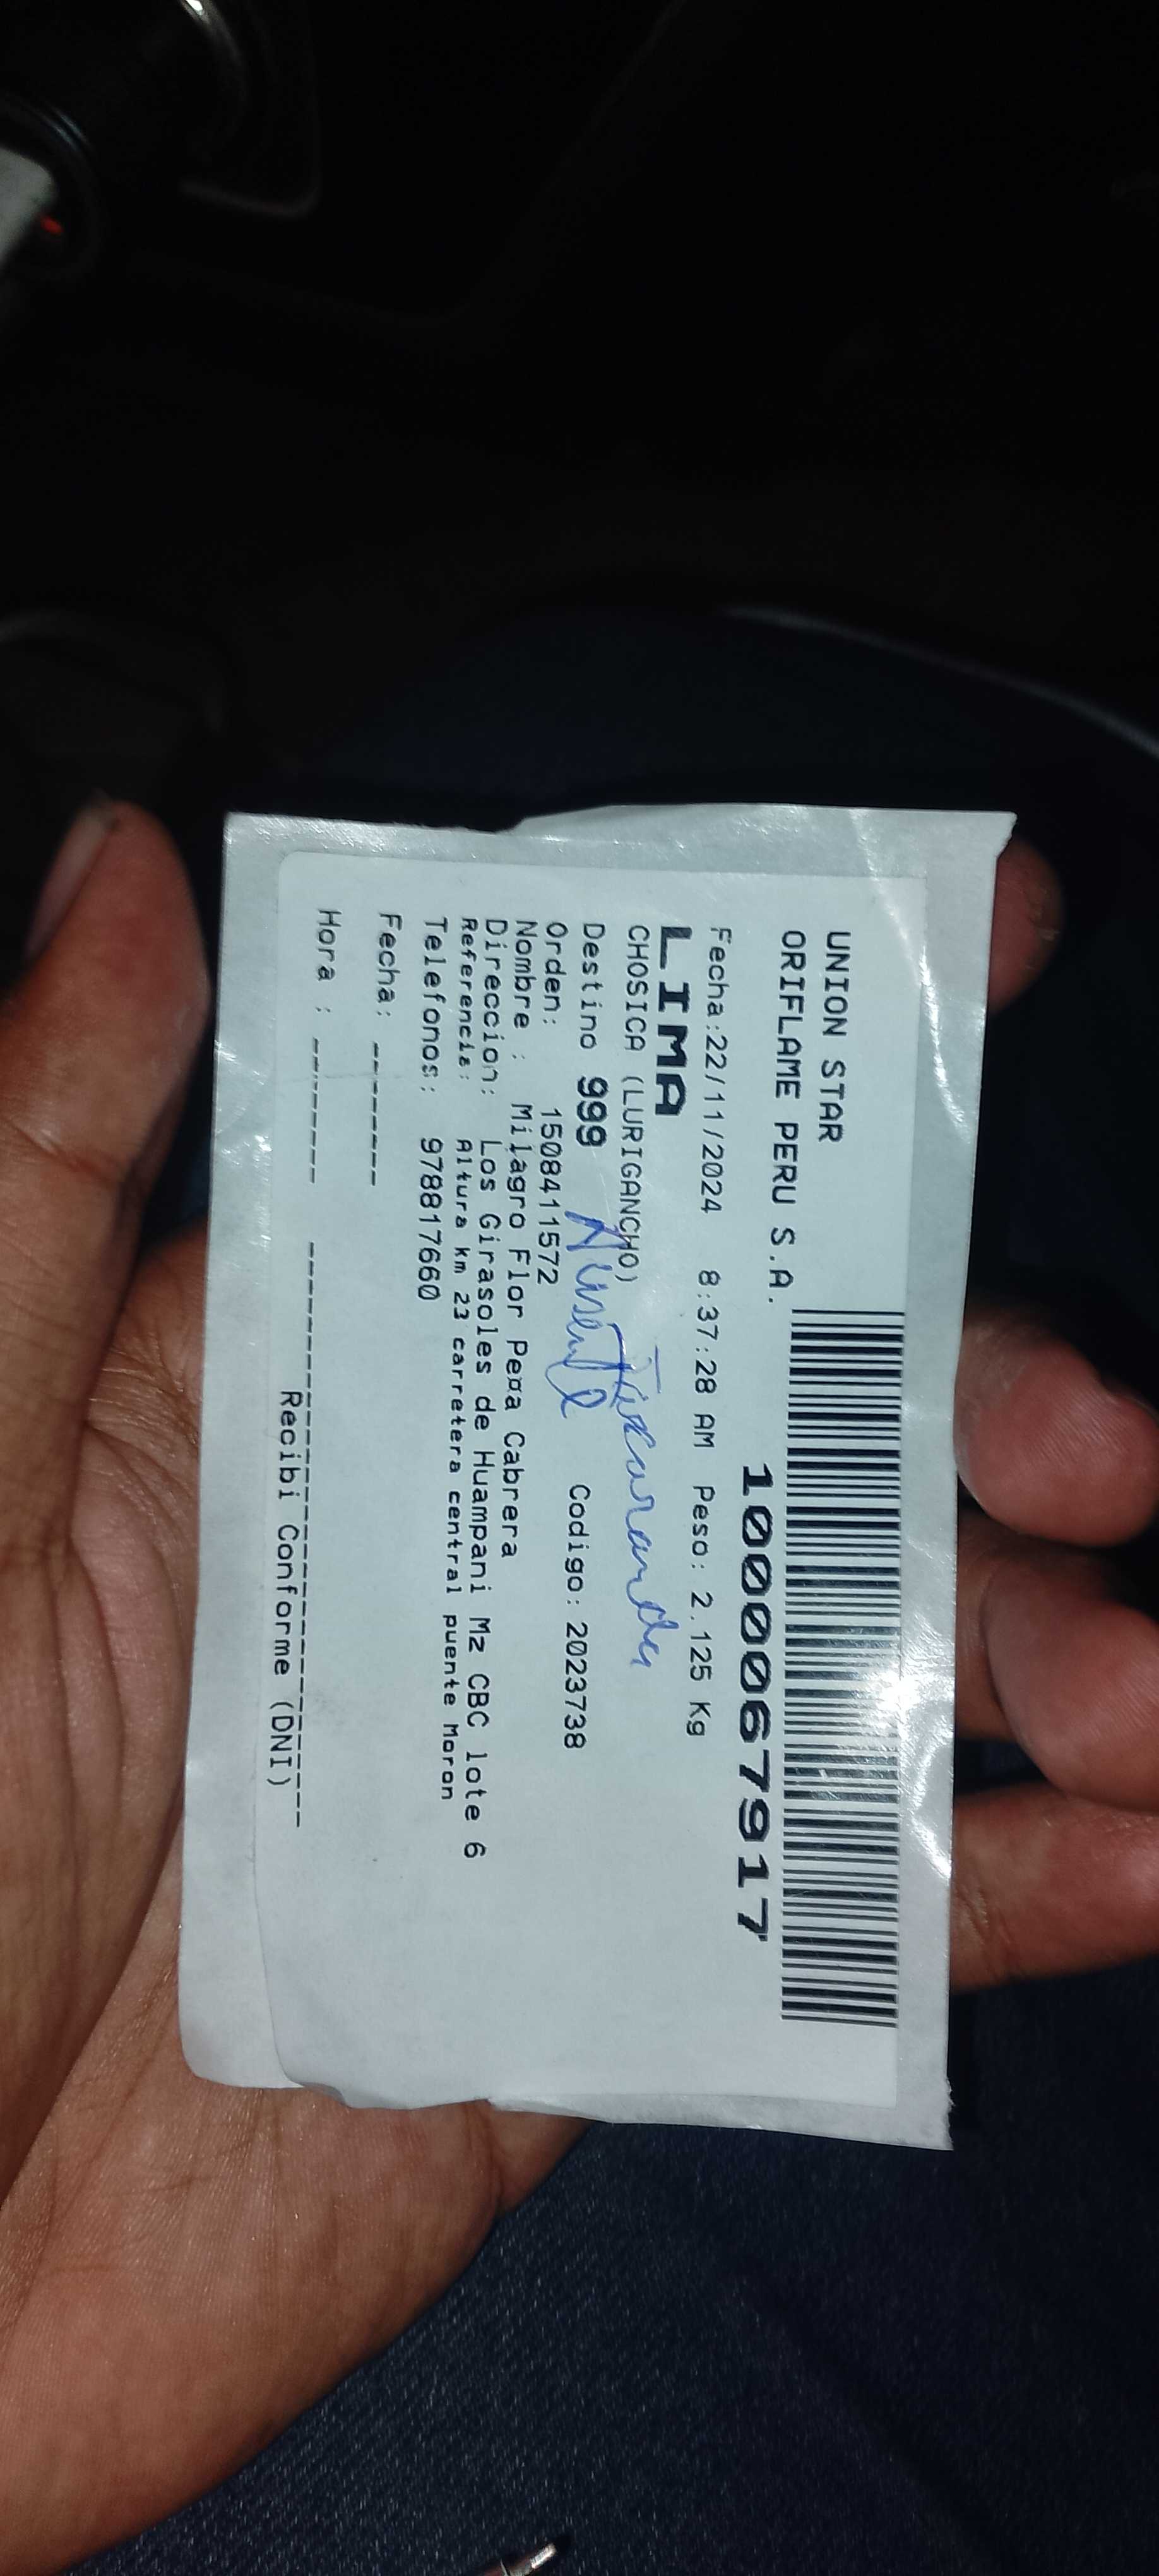 UNION STAR
ORIFLAME PERU S.A.
1000067917
Fecha:22/11/2024 8:37:28 AM Peso: 2.125 Kg
LIMA
CHOSICA (LURIGANCHO)
Destino 999 Codigo: 2023738
Orden: 1508411572
Nombre : Milagro Flor Peña Cabrera
Direccion: Los Girasoles de Huampani Mz CBC lote 6
Referencia: Altura km 23 carretera central puente Moron
Telefonos: 978817660
Fecha: -------
Hora : -------
Recibi Conforme (DNI)